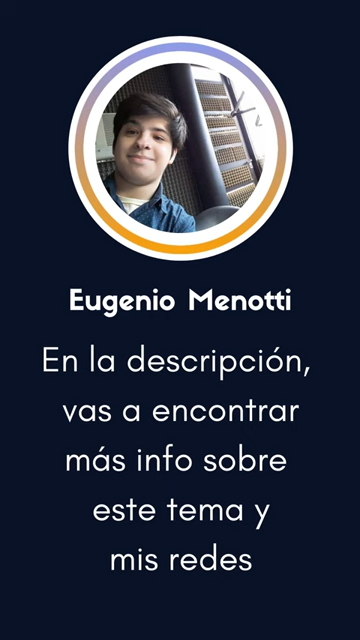 Eugenio Menotti
En la descripción,
vas a encontrar
más info sobre
este tema y
mis redes